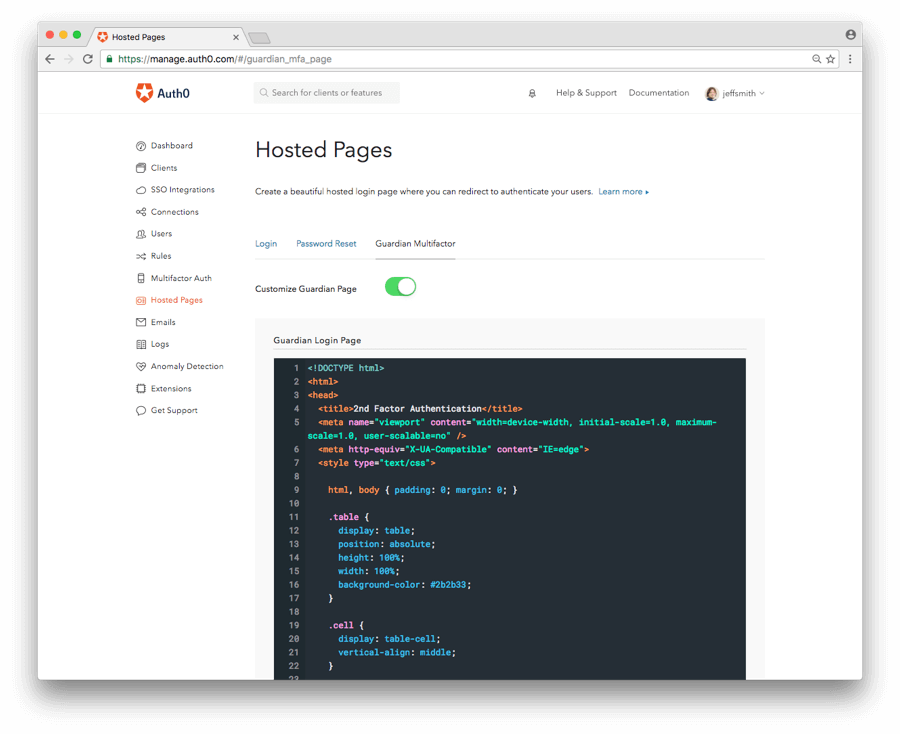 Hosted Pages
https://manage.auth0.com/#/guardian_mfa_page
Auth0
Search for clients or features
Help & Support
Documentation
jeffsmith
Dashboard
Clients
SSO Integrations
Connections
Users
Rules
Multifactor Auth
Hosted Pages
Emails
Logs
Anomaly Detection
Extensions
Get Support
Hosted Pages
Create a beautiful hosted login page where you can redirect to authenticate your users. Learn more ▸
Login
Password Reset
Guardian Multifactor
Customize Guardian Page
Guardian Login Page
1 <!DOCTYPE html>
2 <html>
3 <head>
4 <title>2nd Factor Authentication</title>
5 <meta name="viewport" content="width=device-width, initial-scale=1.0, maximum-
scale=1.0, user-scalable=no" />
6 <meta http-equiv="X-UA-Compatible" content="IE=edge">
7 <style type="text/css">
8
9 html, body { padding: 0; margin: 0; }
10
11 .table {
12 display: table;
13 position: absolute;
14 height: 100%;
15 width: 100%;
16 background-color: #2b2b33;
17 }
18
19 .cell {
20 display: table-cell;
21 vertical-align: middle;
22 }
23